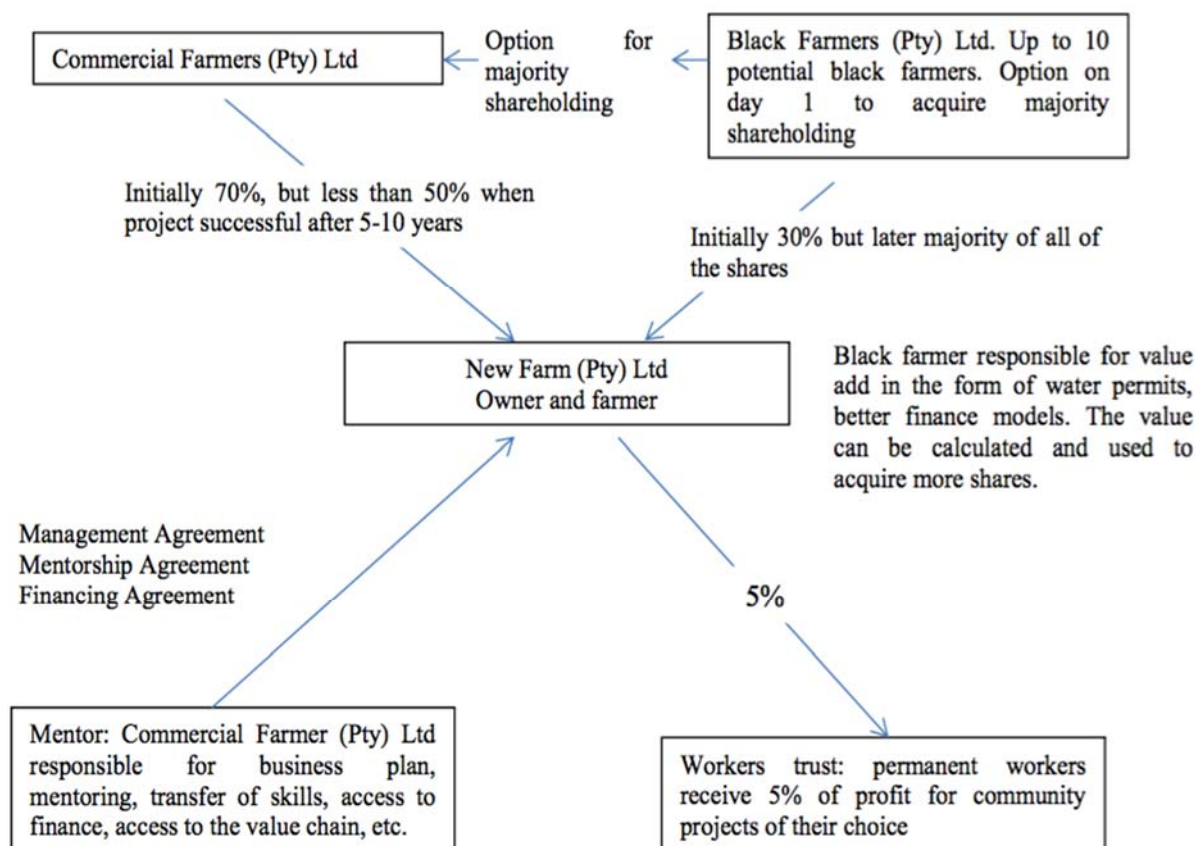 Commercial Farmers (Pty) Ltd
Option for
majority
shareholding
Black Farmers (Pty) Ltd. Up to 10
potential black farmers. Option on
day 1 to acquire majority
shareholding
Initially 70%, but less than 50% when
project successful after 5-10 years
Initially 30% but later majority of all of
the shares
New Farm (Pty) Ltd
Owner and farmer
Black farmer responsible for value
add in the form of water permits,
better finance models. The value
can be calculated and used to
acquire more shares.
Management Agreement
Mentorship Agreement
Financing Agreement
5%
Mentor: Commercial Farmer (Pty) Ltd
responsible for business plan,
mentoring, transfer of skills, access to
finance, access to the value chain, etc.
Workers trust: permanent workers
receive 5% of profit for community
projects of their choice